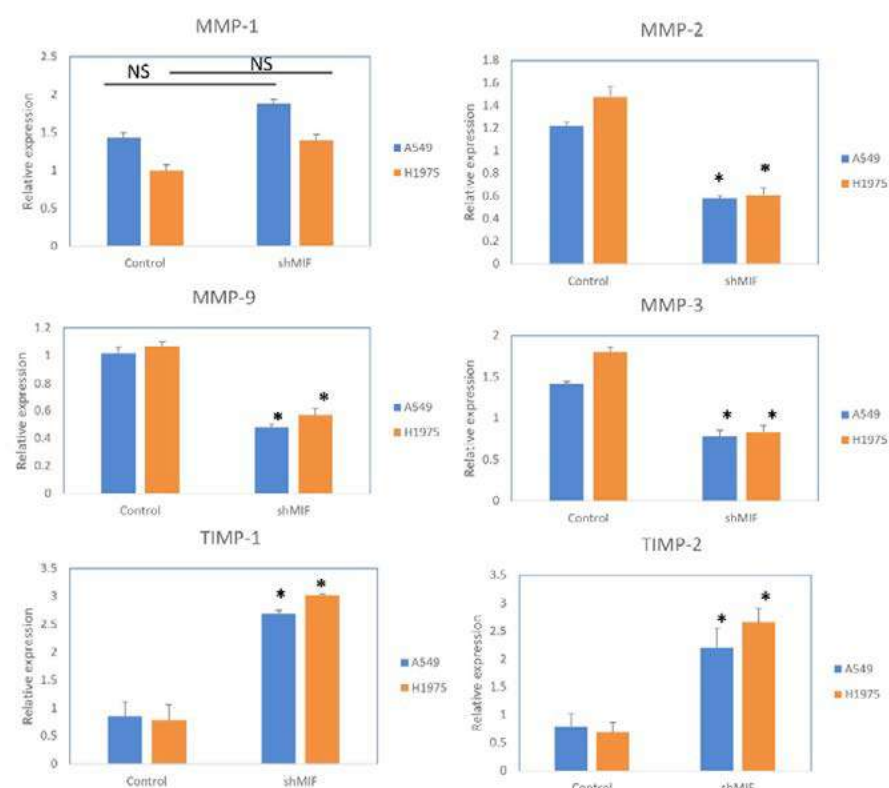 MMP-1
2.5
2
1.5
1
0.5
0
Relative expression
NS
NS
Control
shMIF
A549
H1975
MMP-2
1.8
1.6
1.4
1.2
1
0.8
0.6
0.4
0.2
0
Relative expression
*
*
Control
shMIF
A549
H1975
MMP-9
1.2
1
0.8
0.6
0.4
0.2
0
Relative expression
*
*
Control
shMIF
A549
H1975
MMP-3
2
1.5
1
0.5
0
Relative expression
*
*
Control
shMIF
A549
H1975
TIMP-1
3.5
3
2.5
2
1.5
1
0.5
0
Relative expression
*
*
Control
shMIF
A549
H1975
TIMP-2
3.5
3
2.5
2
1.5
1
0.5
0
Relative expression
*
*
Control
shMIF
A549
H1975